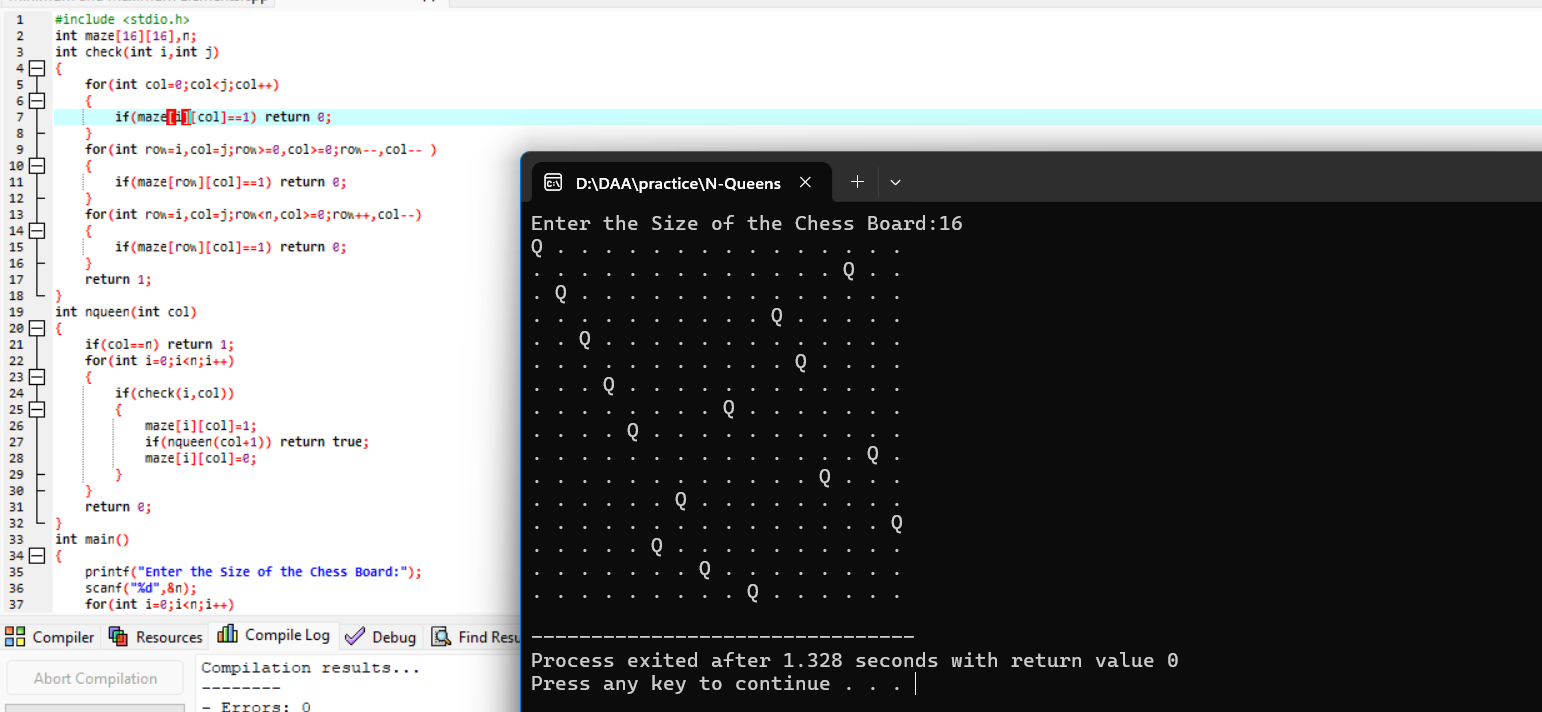 1 #include <stdio.h>
2 int maze[16][16],n;
3 int check(int i,int j)
4 {
5 for(int col=0;col<j;col++)
6 {
7 if(maze[i][col]==1) return 0;
8 }
9 for(int row=i,col=j;row>=0,col>=0;row--,col-- )
10 {
11 if(maze[row][col]==1) return 0;
12 }
13 for(int row=i,col=j;row<n,col>=0;row++,col--)
14 {
15 if(maze[row][col]==1) return 0;
16 }
17 return 1;
18 }
19 int nqueen(int col)
20 {
21 if(col==n) return 1;
22 for(int i=0;i<n;i++)
23 {
24 if(check(i,col))
25 {
26 maze[i][col]=1;
27 if(nqueen(col+1)) return true;
28 maze[i][col]=0;
29 }
30 }
31 return 0;
32 }
33 int main()
34 {
35 printf("Enter the Size of the Chess Board:");
36 scanf("%d",&n);
37 for(int i=0;i<n;i++)
Compiler Resources Compile Log Debug Find Resu
Abort Compilation
Compilation results...
--------
- Errors: 0
D:\DAA\practice\N-Queens
Enter the Size of the Chess Board:16
Q . . . . . . . . . . . . . . .
. . . . . . . . . . . . . Q . .
. Q . . . . . . . . . . . . . .
. . . . . . . . . . Q . . . . .
. . Q . . . . . . . . . . . . .
. . . . . . . . . . . Q . . . .
. . . Q . . . . . . . . . . . .
. . . . . . . . Q . . . . . . .
. . . . Q . . . . . . . . . . .
. . . . . . . . . . . . . . Q .
. . . . . . . . . . . . Q . . .
. . . . . . Q . . . . . . . . .
. . . . . . . . . . . . . . . Q
. . . . . Q . . . . . . . . . .
. . . . . . . Q . . . . . . . .
. . . . . . . . . Q . . . . . .
--------------------------------
Process exited after 1.328 seconds with return value 0
Press any key to continue . . .